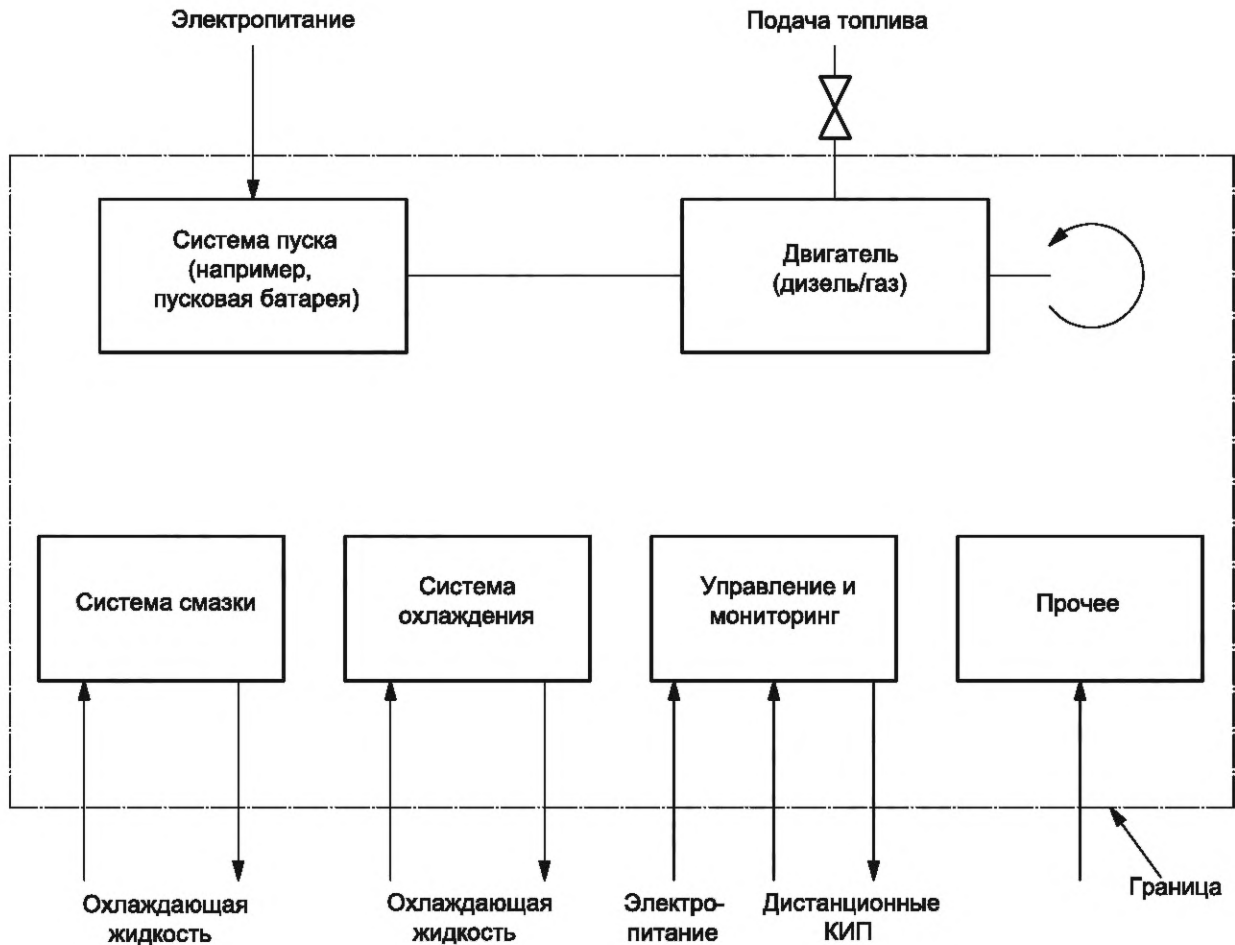 Электропитание
Подача топлива
Система пуска
(например,
пусковая батарея)
Двигатель
(дизель/газ)
Система смазки
Система
охлаждения
Управление и
мониторинг
Прочее
Охлаждающая
жидкость
Охлаждающая
жидкость
Электро-
питание
Дистанционные
КИП
Граница